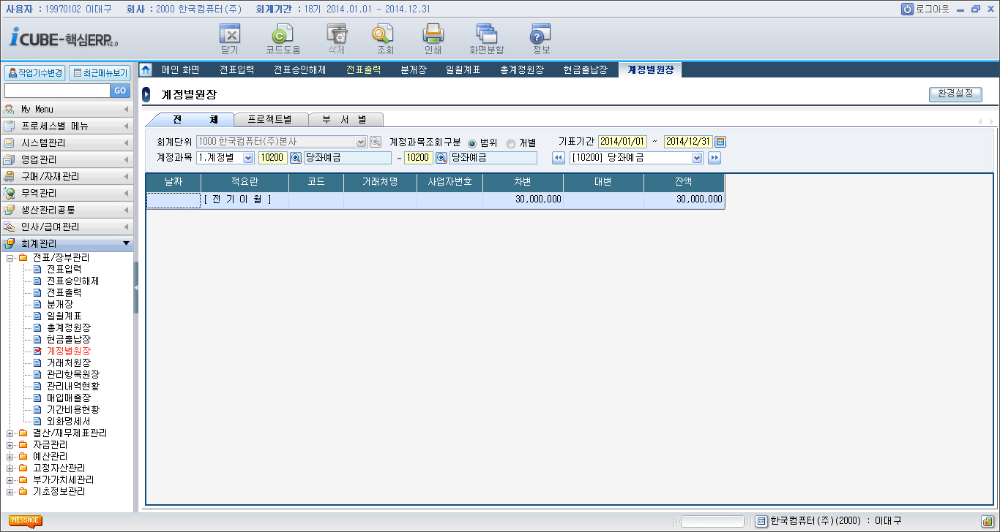 사용자 : 19970102 이대구 회사 : 2000 한국컴퓨터(주) 회계기간 : 18기 2014.01.01 ~ 2014.12.31 로그아웃
iCUBE-핵심ERP v2.0
닫기 코드도움 삭제 조회 인쇄 화면분할 정보
작업기수변경 최근메뉴보기
메인 화면 전표입력 전표승인해제 전표출력 분개장 일월계표 총계정원장 현금출납장 계정별원장
GO
계정별원장 환경설정
My Menu
프로세스별 메뉴
시스템관리
영업관리
구매/자재관리
무역관리
생산관리공통
인사/급여관리
회계관리
전표/장부관리
전표입력
전표승인해제
전표출력
분개장
일월계표
총계정원장
현금출납장
계정별원장
거래처원장
관리항목원장
관리내역현황
매입매출장
기간비용현황
외화명세서
결산/재무제표관리
자금관리
예산관리
고정자산관리
부가가치세관리
기초정보관리
전 체 프로젝트별 부 서 별
회계단위 1000 한국컴퓨터(주)본사 계정과목조회구분 범위 개별 기표기간 2014/01/01 ~ 2014/12/31
계정과목 1.계정별 10200 당좌예금 ~ 10200 당좌예금 [10200] 당좌예금
날짜 적요란 코드 거래처명 사업자번호 차변 대변 잔액
[ 전 기 이 월 ] 30,000,000 30,000,000
MESSAGE 한국컴퓨터(주)(2000) : 이대구